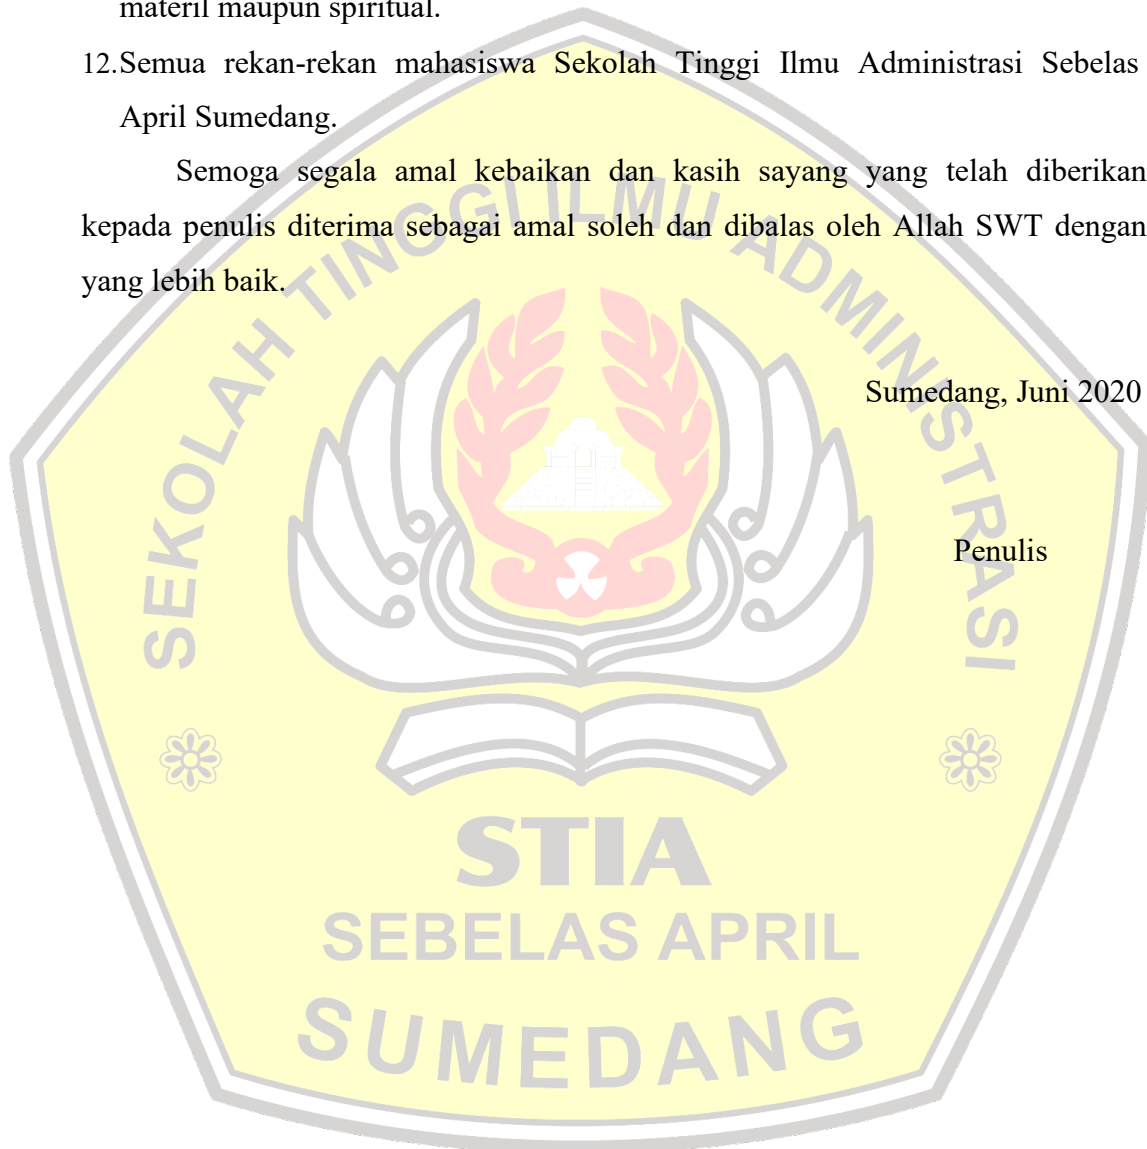 materil maupun spiritual.
12.Semua rekan-rekan mahasiswa Sekolah Tinggi Ilmu Administrasi Sebelas
April Sumedang.
Semoga segala amal kebaikan dan kasih sayang yang telah diberikan
kepada penulis diterima sebagai amal soleh dan dibalas oleh Allah SWT dengan
yang lebih baik.
Sumedang, Juni 2020
Penulis
SEKOLAH TINGGI ILMU ADMINISTRASI
STIA
SEBELAS APRIL
SUMEDANG